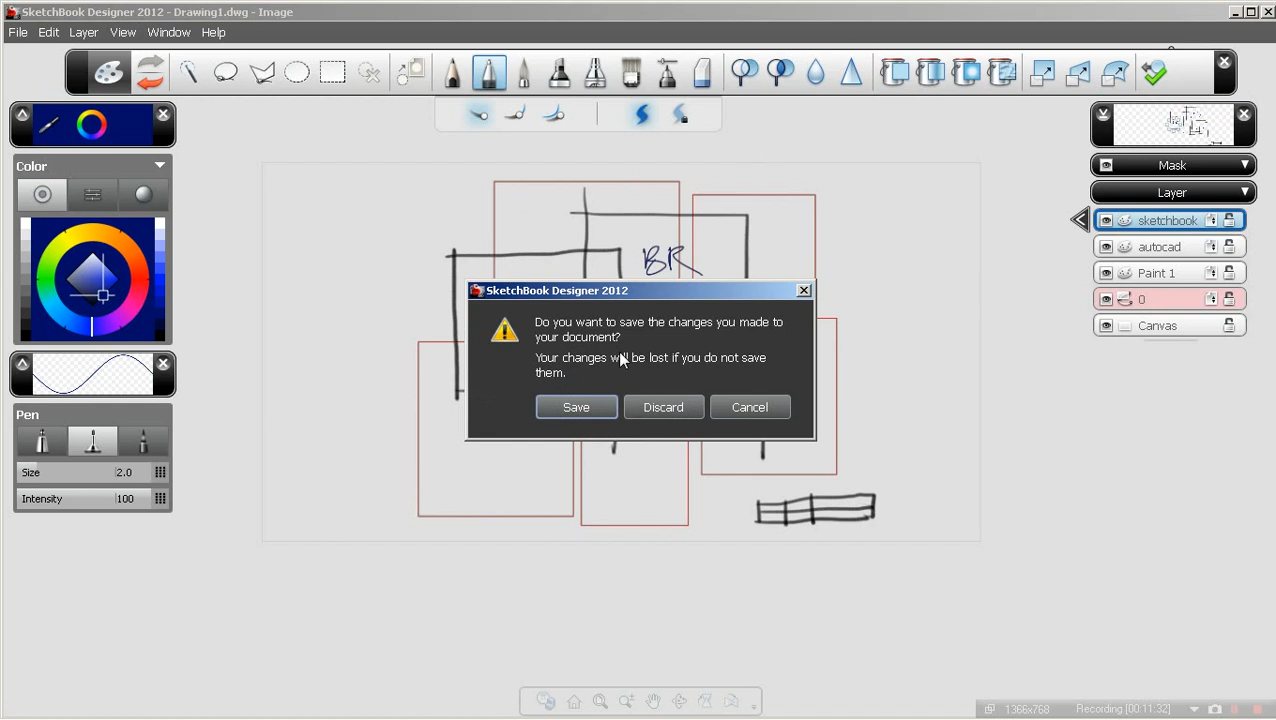 SketchBook Designer 2012 - Drawing1.dwg - Image
File Edit Layer View Window Help
Color
Mask
Layer
sketchbook
autocad
Paint 1
0
Canvas
BR
SketchBook Designer 2012
Do you want to save the changes you made to
your document?
Your changes will be lost if you do not save
them.
Save Discard Cancel
Pen
Size 2.0
Intensity 100
1366x768 Recording [00:11:32]